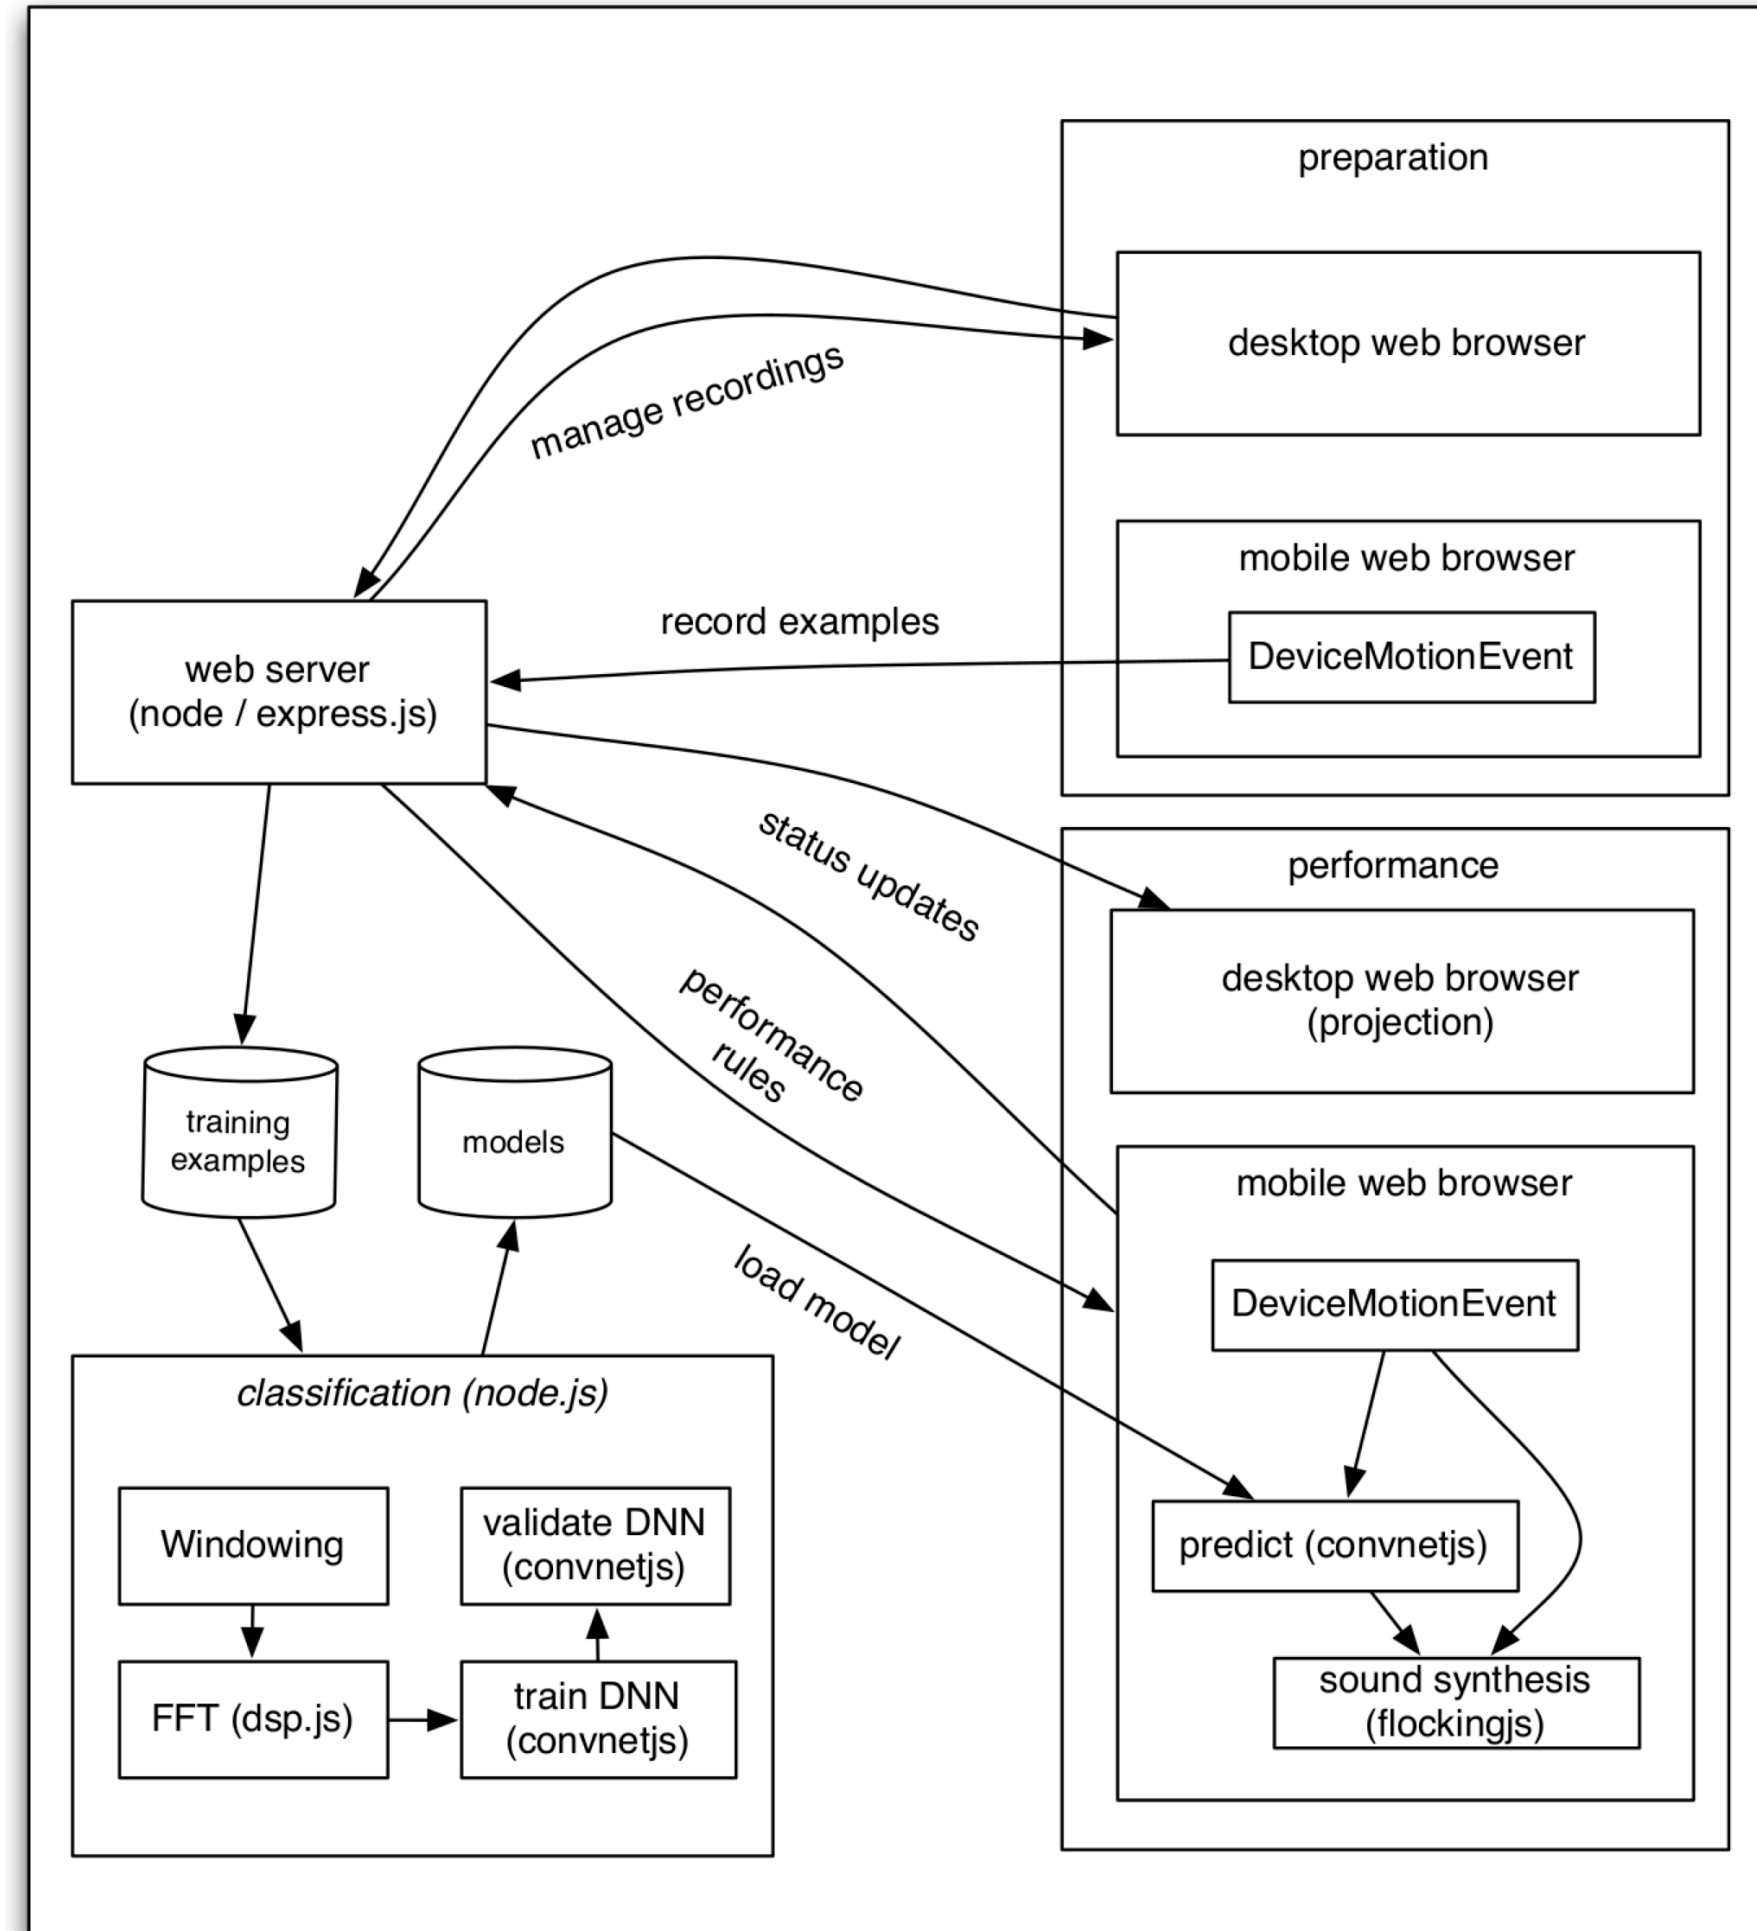 preparation
desktop web browser
manage recordings
mobile web browser
DeviceMotionEvent
record examples
web server
(node / express.js)
status updates
performance
desktop web browser
(projection)
performance
rules
training
examples
models
mobile web browser
DeviceMotionEvent
load model
classification (node.js)
Windowing
validate DNN
(convnetjs)
predict (convnetjs)
FFT (dsp.js)
train DNN
(convnetjs)
sound synthesis
(flockingjs)